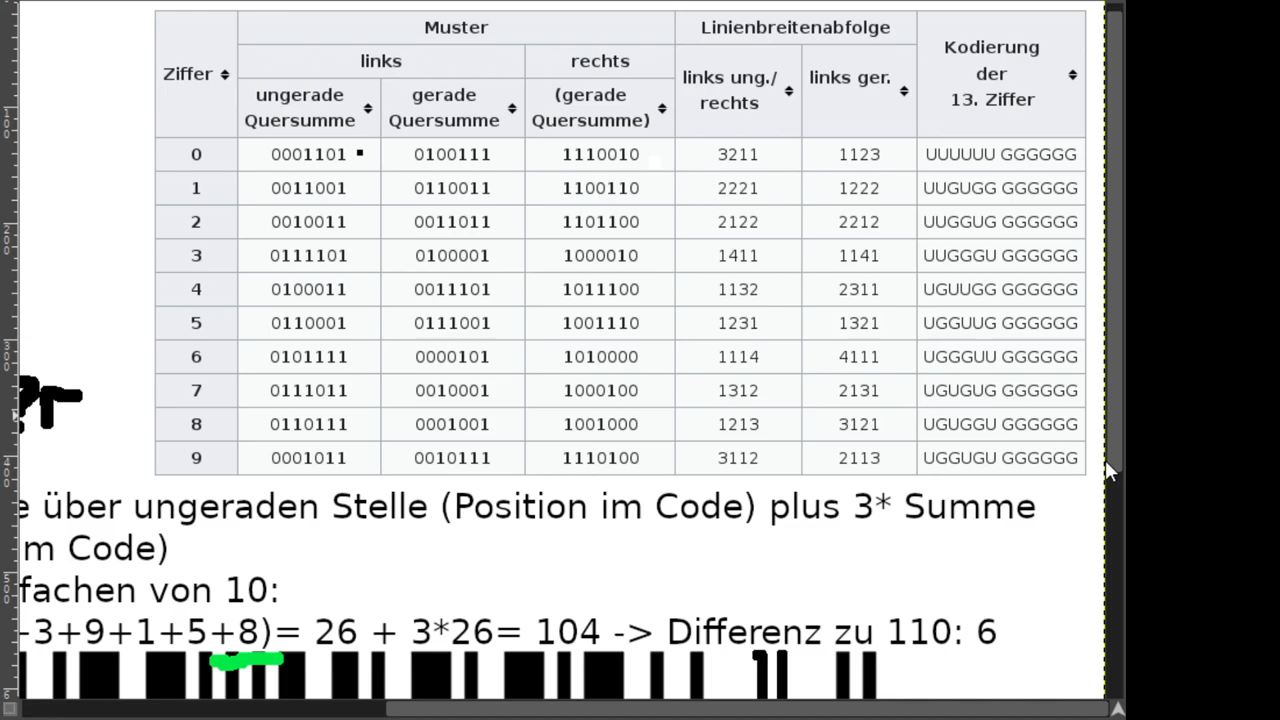 Muster Linienbreitenabfolge
Ziffer links rechts links ung./ rechts links ger. Kodierung der 13. Ziffer
ungerade Quersumme gerade Quersumme (gerade Quersumme)
0 0001101 0100111 1110010 3211 1123 UUUUUU GGGGGG
1 0011001 0110011 1100110 2221 1222 UUGUGG GGGGGG
2 0010011 0011011 1101100 2122 2212 UUGGUG GGGGGG
3 0111101 0100001 1000010 1411 1141 UUGGGU GGGGGG
4 0100011 0011101 1011100 1132 2311 UGUUGG GGGGGG
5 0110001 0111001 1001110 1231 1321 UGGUUG GGGGGG
6 0101111 0000101 1010000 1114 4111 UGGGUU GGGGGG
7 0111011 0010001 1000100 1312 2131 UGUGUG GGGGGG
8 0110111 0001001 1001000 1213 3121 UGUGGU GGGGGG
9 0001011 0010111 1110100 3112 2113 UGGUGU GGGGGG
e über ungeraden Stelle (Position im Code) plus 3* Summe
m Code)
fachen von 10:
-3+9+1+5+8)= 26 + 3*26= 104 -> Differenz zu 110: 6